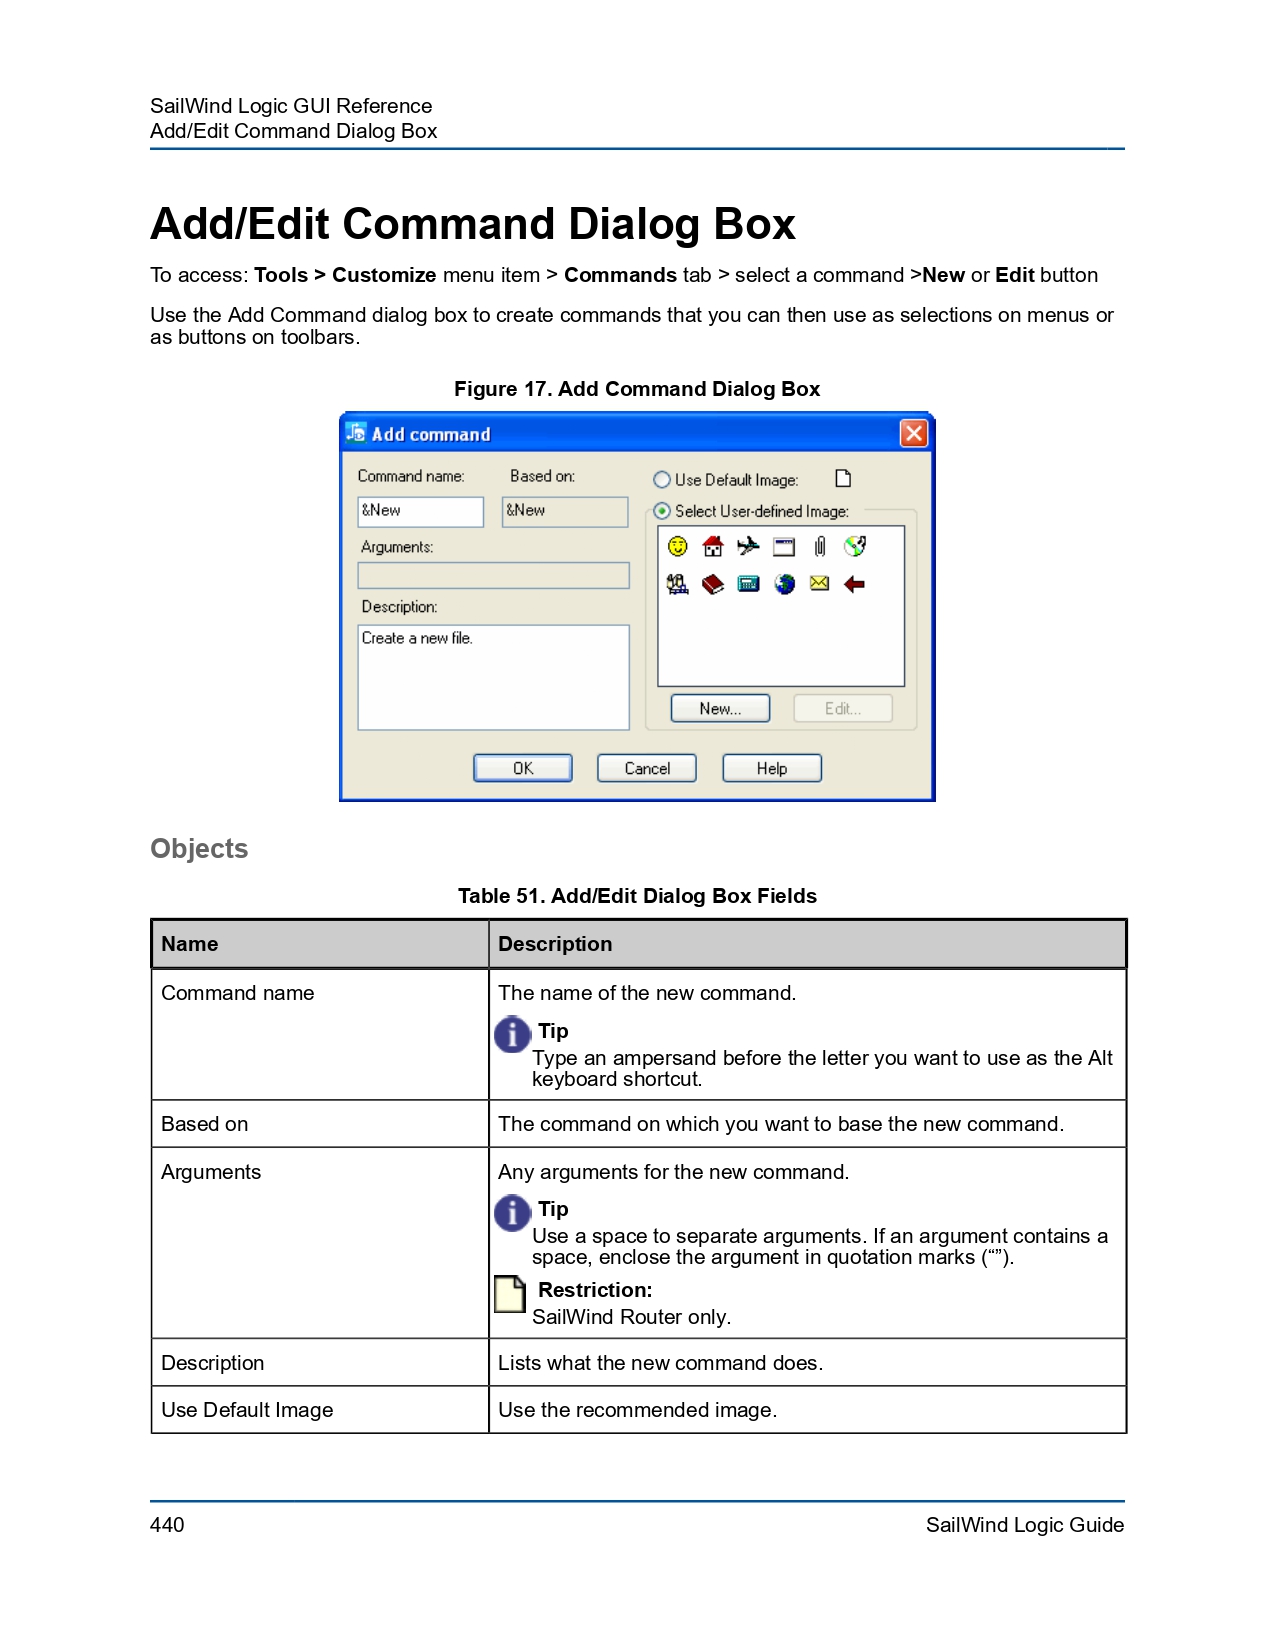 SailWind Logic GUI Reference
Add/Edit Command Dialog Box
Add/Edit Command Dialog Box
To access: Tools > Customize menu item > Commands tab > select a command >New or Edit button
Use the Add Command dialog box to create commands that you can then use as selections on menus or
as buttons on toolbars.
Figure 17. Add Command Dialog Box
Add command
Command name:
Based on:
Use Default Image:
&New
&New
Select User-defined Image:
Arguments:
Description:
Create a new file.
New...
Edit...
OK
Cancel
Help
Objects
Table 51. Add/Edit Dialog Box Fields
Name
Description
Command name
The name of the new command.
Tip
Type an ampersand before the letter you want to use as the Alt
keyboard shortcut.
Based on
The command on which you want to base the new command.
Arguments
Any arguments for the new command.
Tip
Use a space to separate arguments. If an argument contains a
space, enclose the argument in quotation marks (“”).
Restriction:
SailWind Router only.
Description
Lists what the new command does.
Use Default Image
Use the recommended image.
440
SailWind Logic Guide